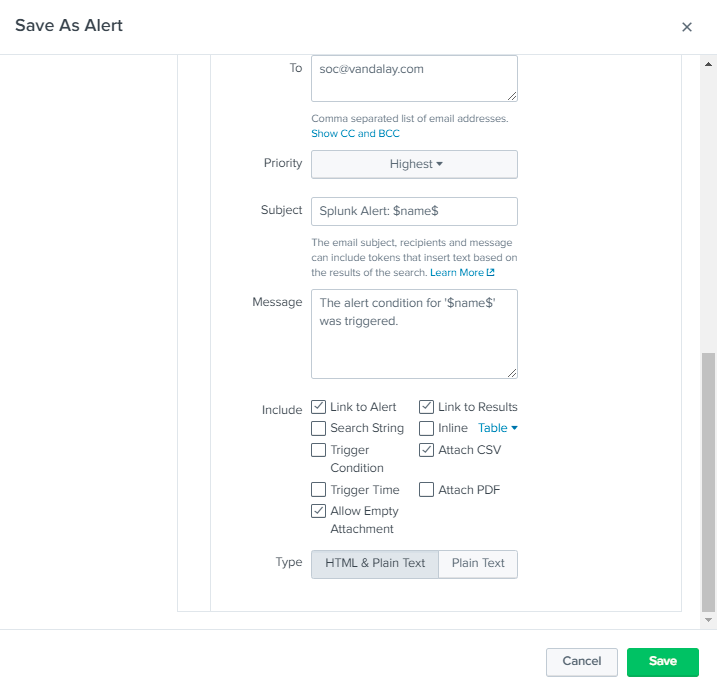 Save As Alert
To
soc@vandalay.com
Comma separated list of email addresses.
Show CC and BCC
Priority
Highest
Subject
Splunk Alert: $name$
The email subject, recipients and message
can include tokens that insert text based on
the results of the search. Learn More
Message
The alert condition for '$name$'
was triggered.
Include
Link to Alert
Link to Results
Search String
Inline Table
Trigger
Condition
Attach CSV
Trigger Time
Attach PDF
Allow Empty
Attachment
Type
HTML & Plain Text
Plain Text
Cancel
Save